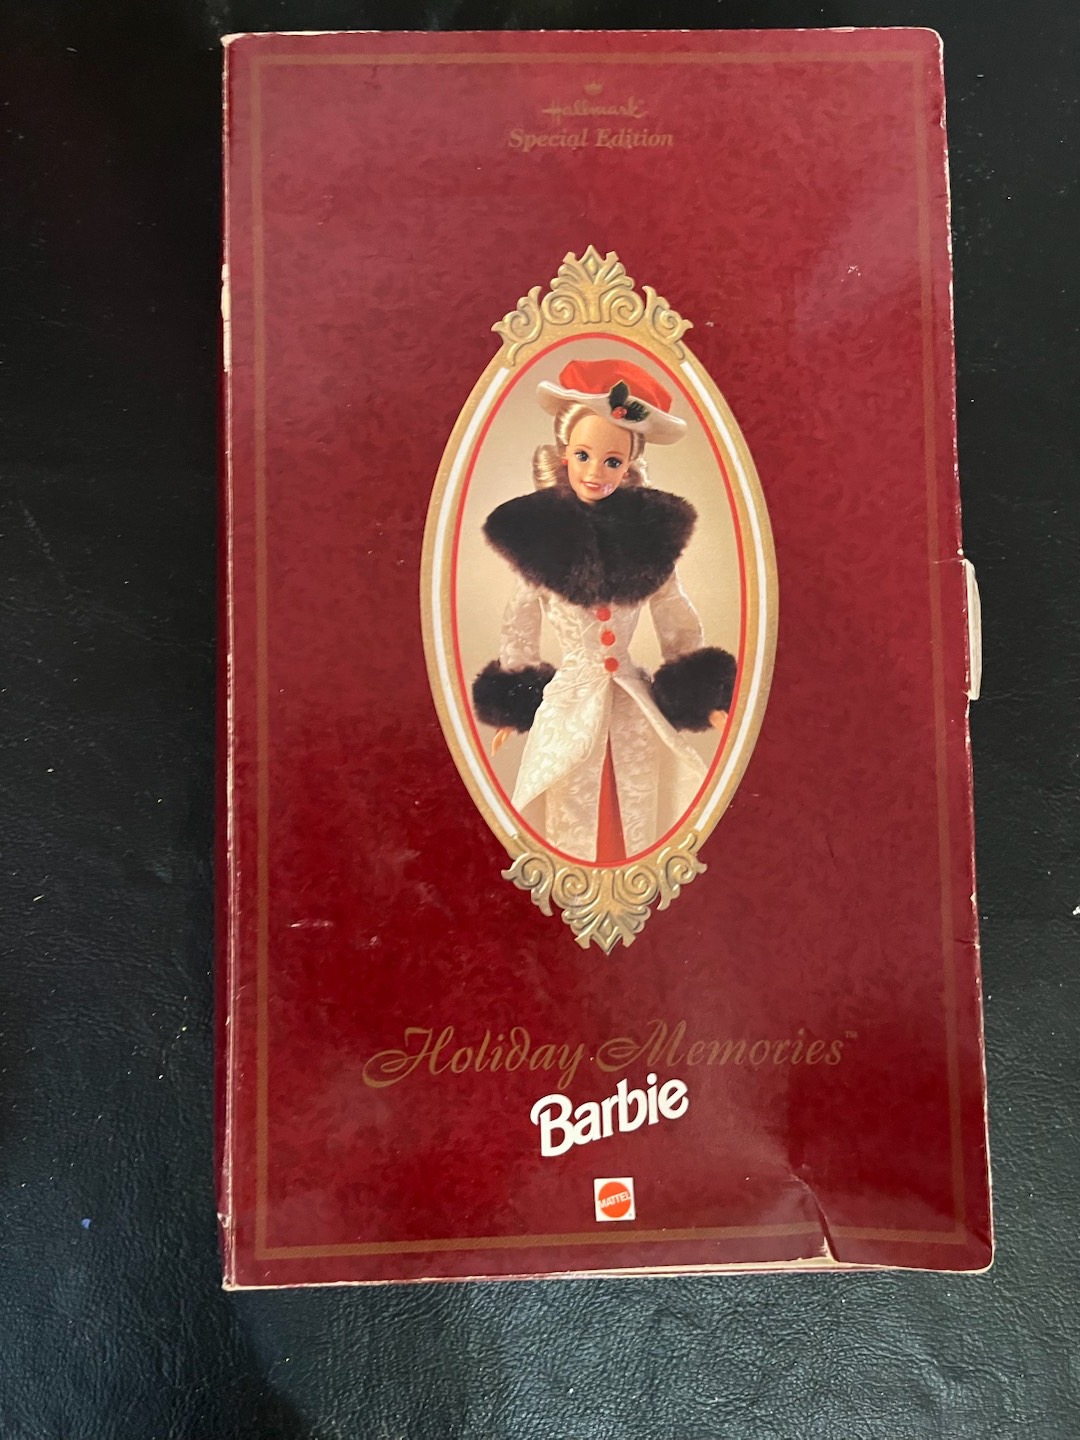 Hallmark
Special Edition
Holiday Memories™
Barbie
MATTEL